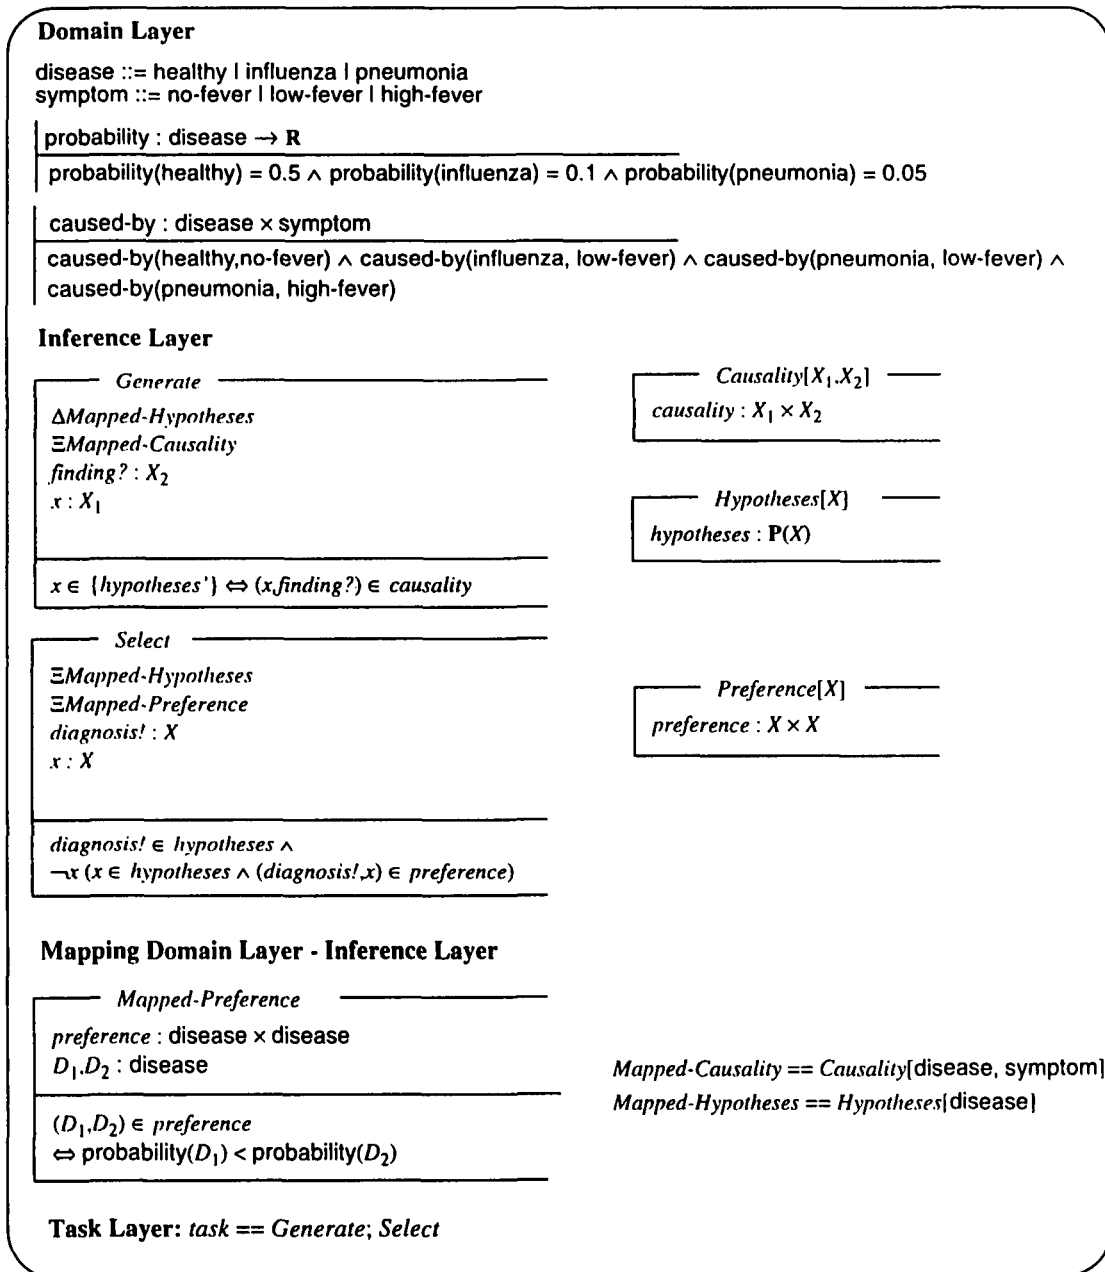 Domain Layer
disease ::= healthy | influenza | pneumonia
symptom ::= no-fever | low-fever | high-fever
probability : disease → R
probability(healthy) = 0.5 ∧ probability(influenza) = 0.1 ∧ probability(pneumonia) = 0.05
caused-by : disease × symptom
caused-by(healthy,no-fever) ∧ caused-by(influenza, low-fever) ∧ caused-by(pneumonia, low-fever) ∧
caused-by(pneumonia, high-fever)
Inference Layer
Generate
ΔMapped-Hypotheses
ΞMapped-Causality
finding? : X₂
x : X₁
x ∈ {hypotheses'} ⇔ (x,finding?) ∈ causality
Causality[X₁,X₂]
causality : X₁ × X₂
Hypotheses[X]
hypotheses : P(X)
Select
ΞMapped-Hypotheses
ΞMapped-Preference
diagnosis! : X
x : X
diagnosis! ∈ hypotheses ∧
¬x (x ∈ hypotheses ∧ (diagnosis!,x) ∈ preference)
Preference[X]
preference : X × X
Mapping Domain Layer - Inference Layer
Mapped-Preference
preference : disease × disease
D₁,D₂ : disease
(D₁,D₂) ∈ preference
⇔ probability(D₁) < probability(D₂)
Mapped-Causality == Causality[disease, symptom]
Mapped-Hypotheses == Hypotheses[disease]
Task Layer: task == Generate; Select